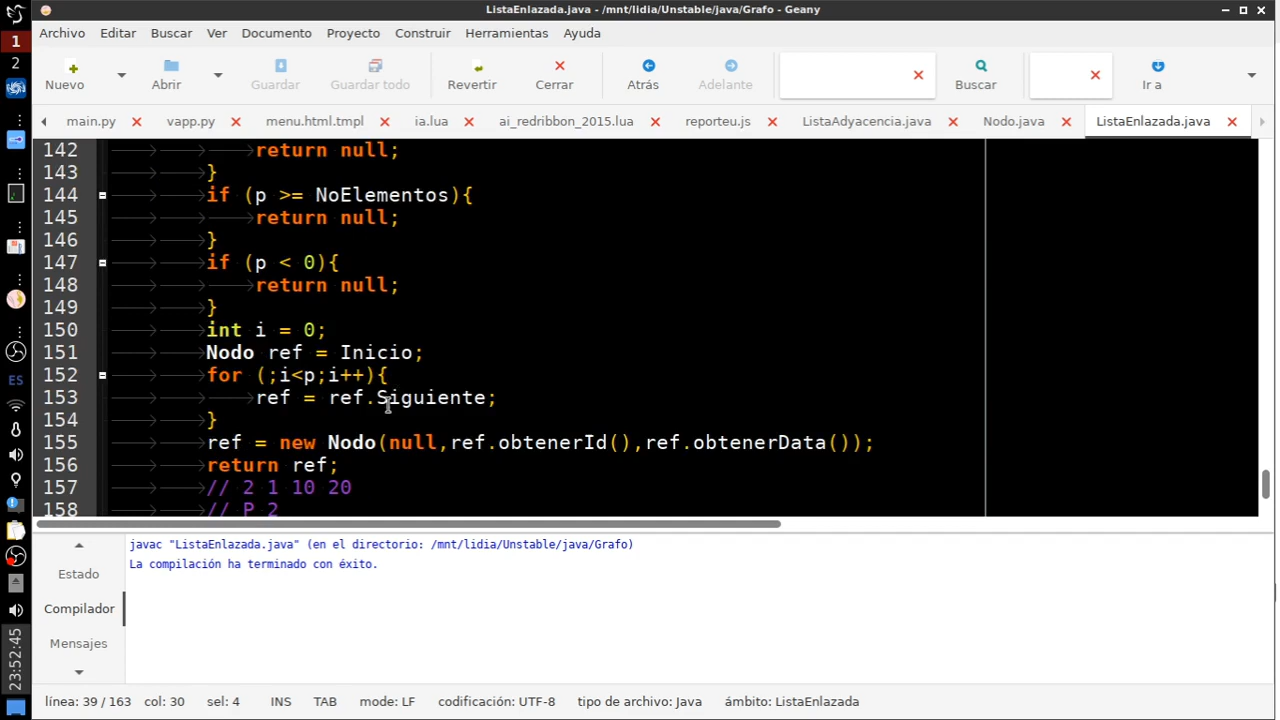 ListaEnlazada.java - /mnt/lidia/Unstable/java/Grafo - Geany
1
2
ES
23:52:45
Archivo Editar Buscar Ver Documento Proyecto Construir Herramientas Ayuda
Nuevo Abrir Guardar Guardar todo Revertir Cerrar Atrás Adelante Buscar Ir a
main.py vapp.py menu.html.tmpl ia.lua ai_redribbon_2015.lua reporteu.js ListaAdyacencia.java Nodo.java ListaEnlazada.java
142 return null;
143 }
144 if (p >= NoElementos){
145 return null;
146 }
147 if (p < 0){
148 return null;
149 }
150 int i = 0;
151 Nodo ref = Inicio;
152 for (;i<p;i++){
153 ref = ref.Siguiente;
154 }
155 ref = new Nodo(null,ref.obtenerId(),ref.obtenerData());
156 return ref;
157 // 2 1 10 20
158 // P 2
Estado
Compilador
Mensajes
javac "ListaEnlazada.java" (en el directorio: /mnt/lidia/Unstable/java/Grafo)
La compilación ha terminado con éxito.
línea: 39 / 163 col: 30 sel: 4 INS TAB mode: LF codificación: UTF-8 tipo de archivo: Java ámbito: ListaEnlazada